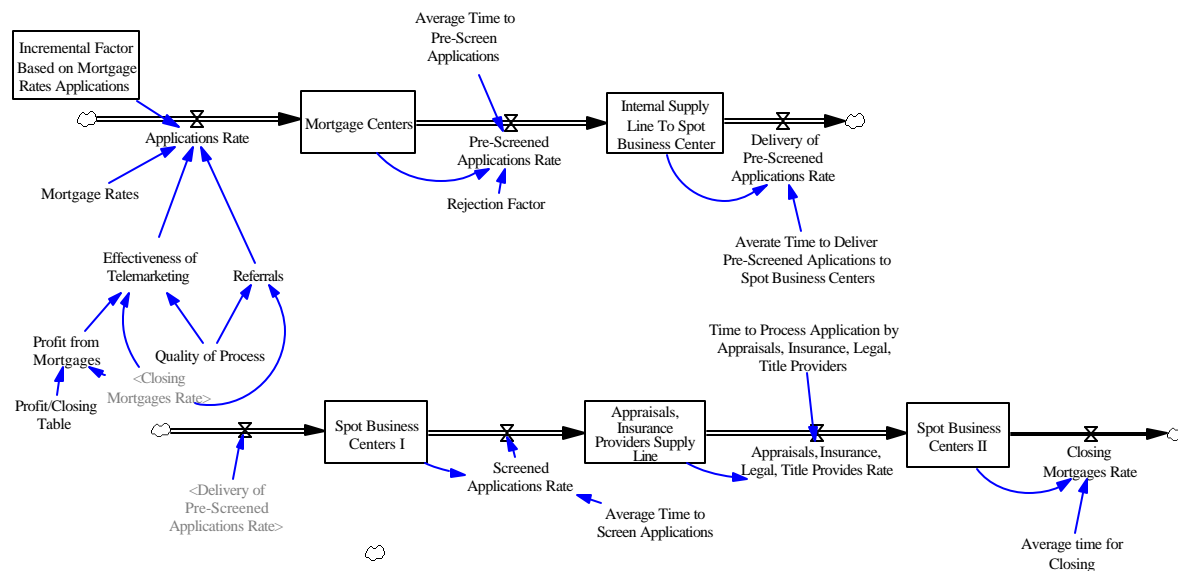 Average Time to
Pre-Screen
Applications
Incremental Factor
Based on Mortgage
Rates Applications
Mortgage Centers
Internal Supply
Line To Spot
Business Center
Applications Rate
Pre-Screened
Applications Rate
Delivery of
Pre-Screened
Applications Rate
Mortgage Rates
Rejection Factor
Averate Time to Deliver
Pre-Screened Aplications to
Spot Business Centers
Effectiveness of
Telemarketing
Referrals
Profit from
Mortgages
Quality of Process
Time to Process Application by
Appraisals, Insurance, Legal,
Title Providers
<Closing
Mortgages Rate>
Profit/Closing
Table
Spot Business
Centers I
Appraisals,
Insurance
Providers Supply
Line
Spot Business
Centers II
Screened
Applications Rate
Appraisals, Insurance,
Legal, Title Provides Rate
Closing
Mortgages Rate
<Delivery of
Pre-Screened
Applications Rate>
Average Time to
Screen Applications
Average time for
Closing